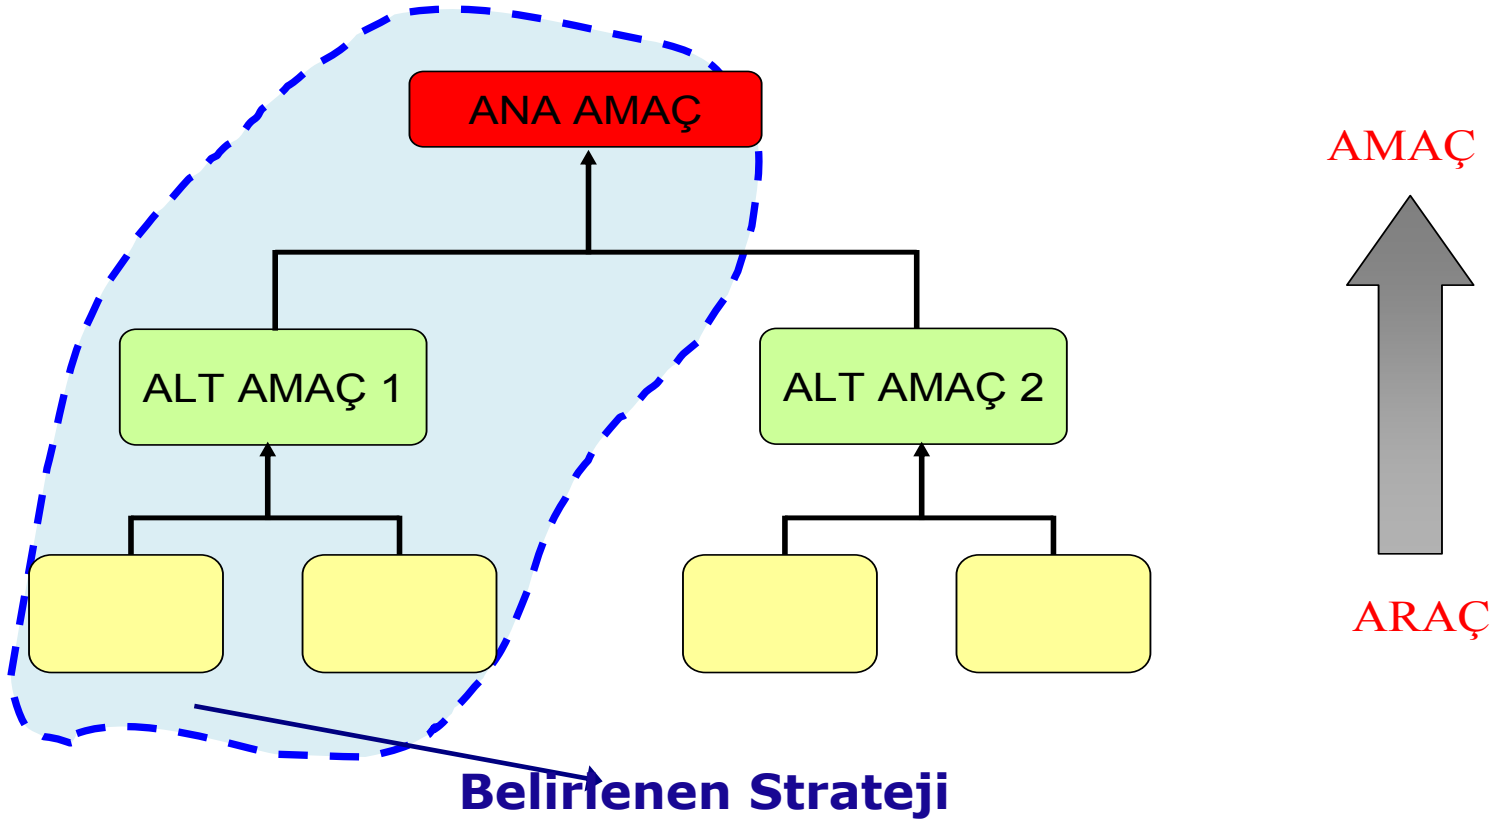 ANA AMAÇ
AMAÇ
ALT AMAÇ 1
ALT AMAÇ 2
ARAÇ
Belirlenen Strateji